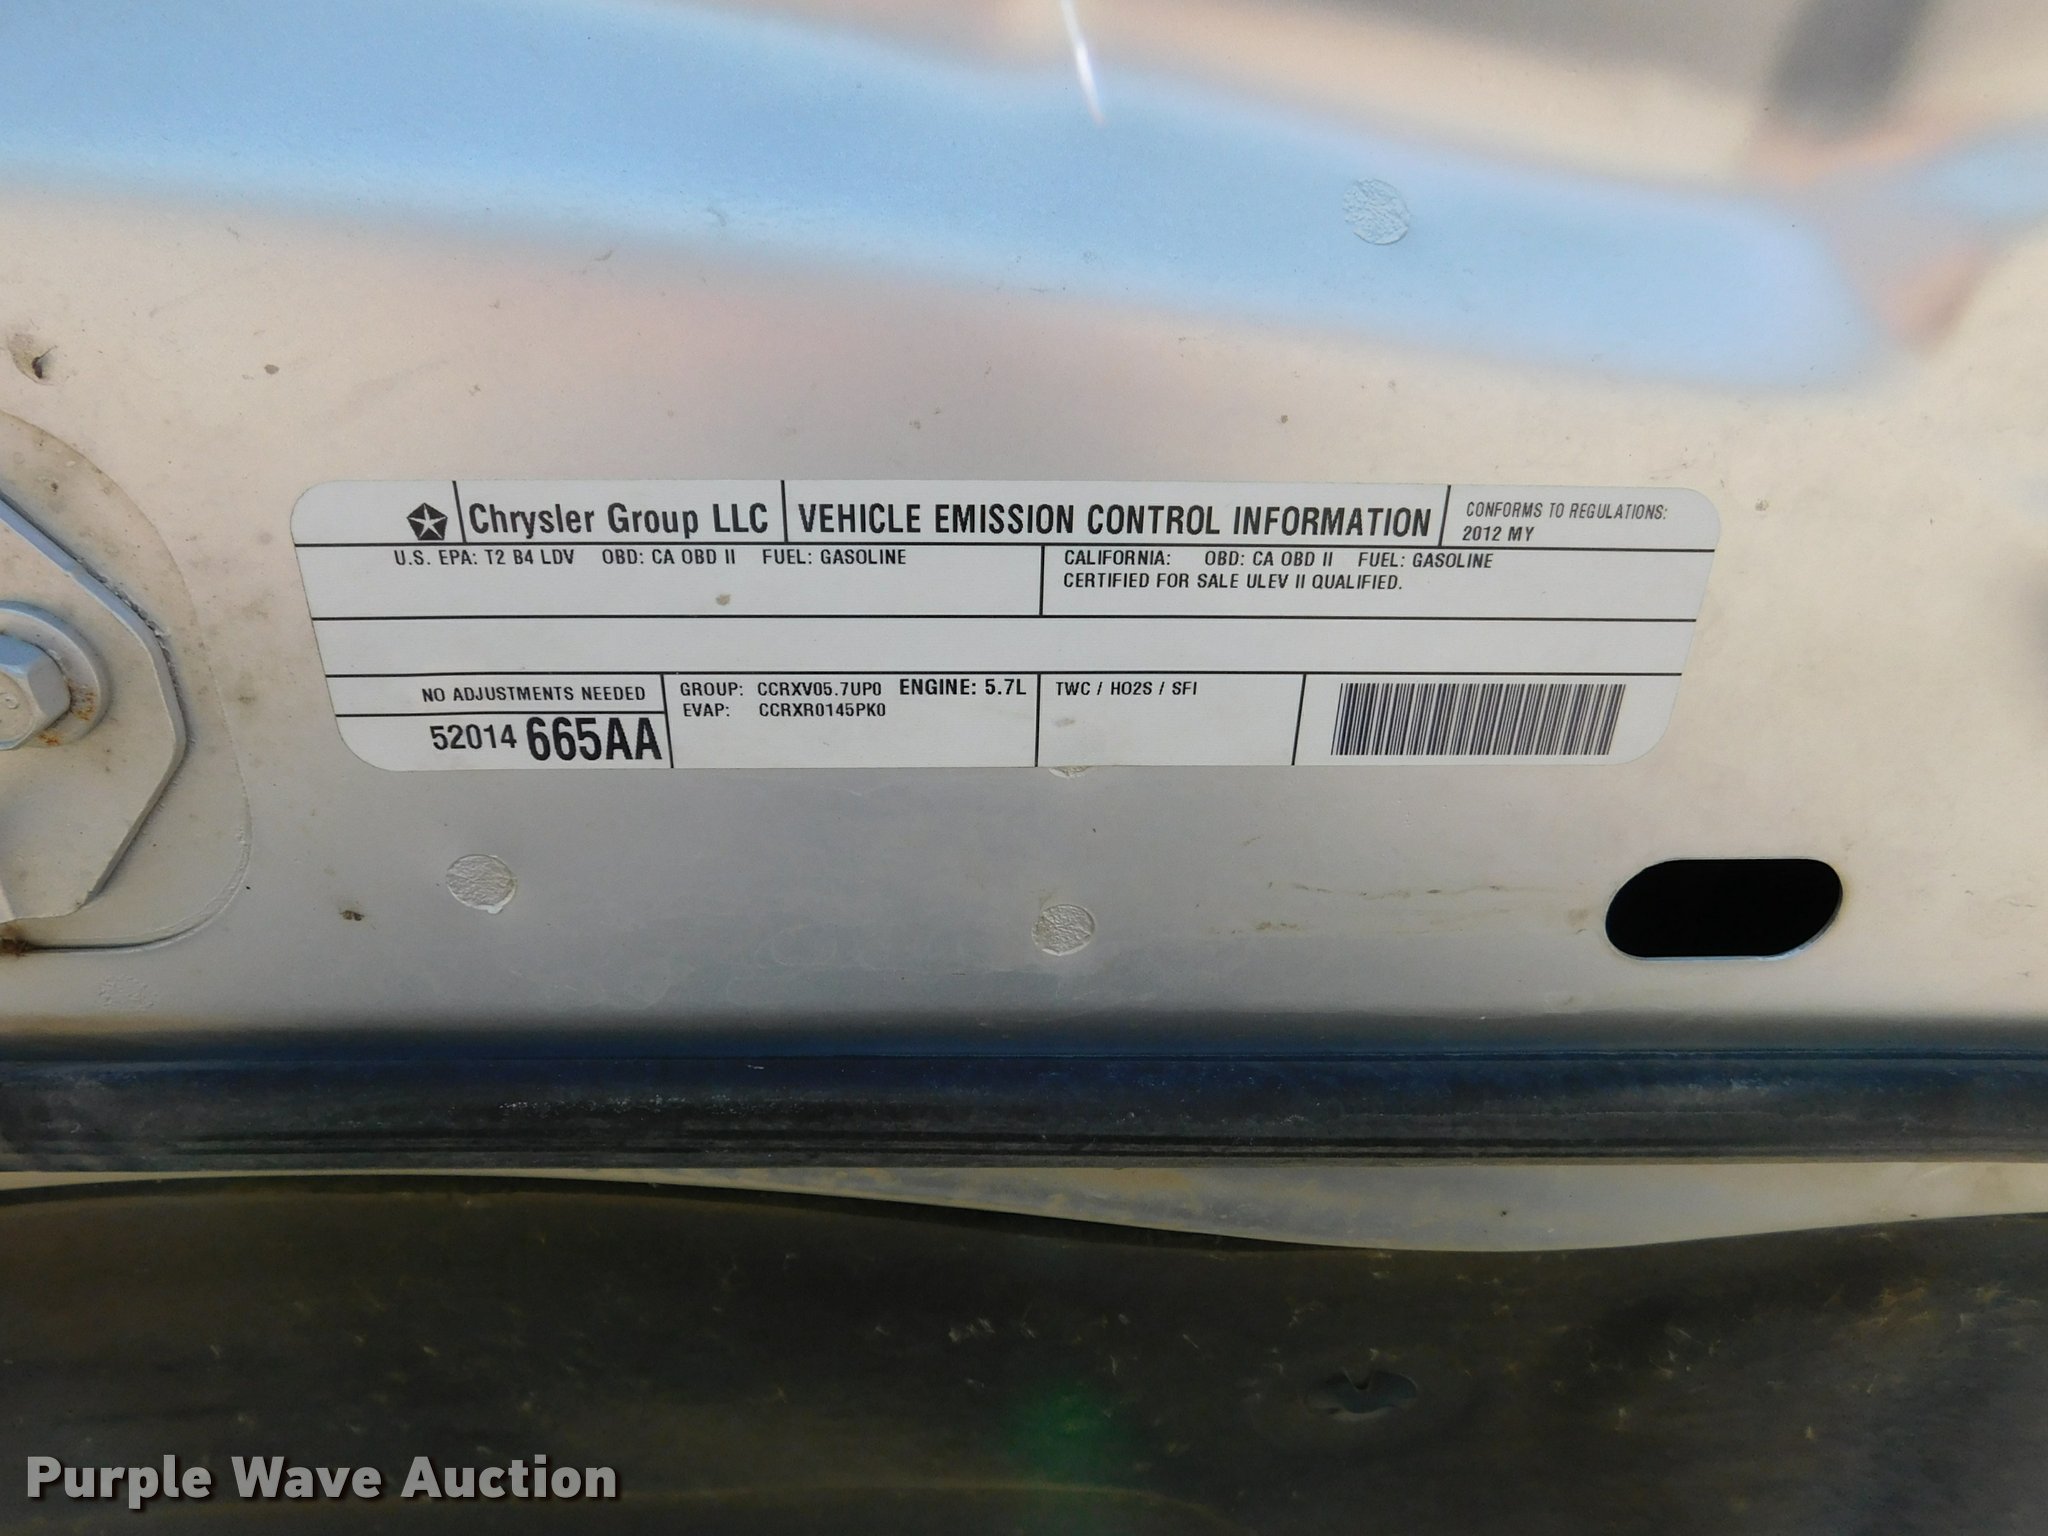 Chrysler Group LLC VEHICLE EMISSION CONTROL INFORMATION CONFORMS TO REGULATIONS:
2012 MY
U.S. EPA: T2 B4 LDV OBD: CA OBD II FUEL: GASOLINE
CALIFORNIA: OBD: CA OBD II FUEL: GASOLINE
CERTIFIED FOR SALE ULEV II QUALIFIED.
NO ADJUSTMENTS NEEDED
52014 665AA
GROUP: CCRXV05.7UP0 ENGINE: 5.7L
EVAP: CCRXR0145PK0
TWC / HO2S / SFI
Purple Wave Auction